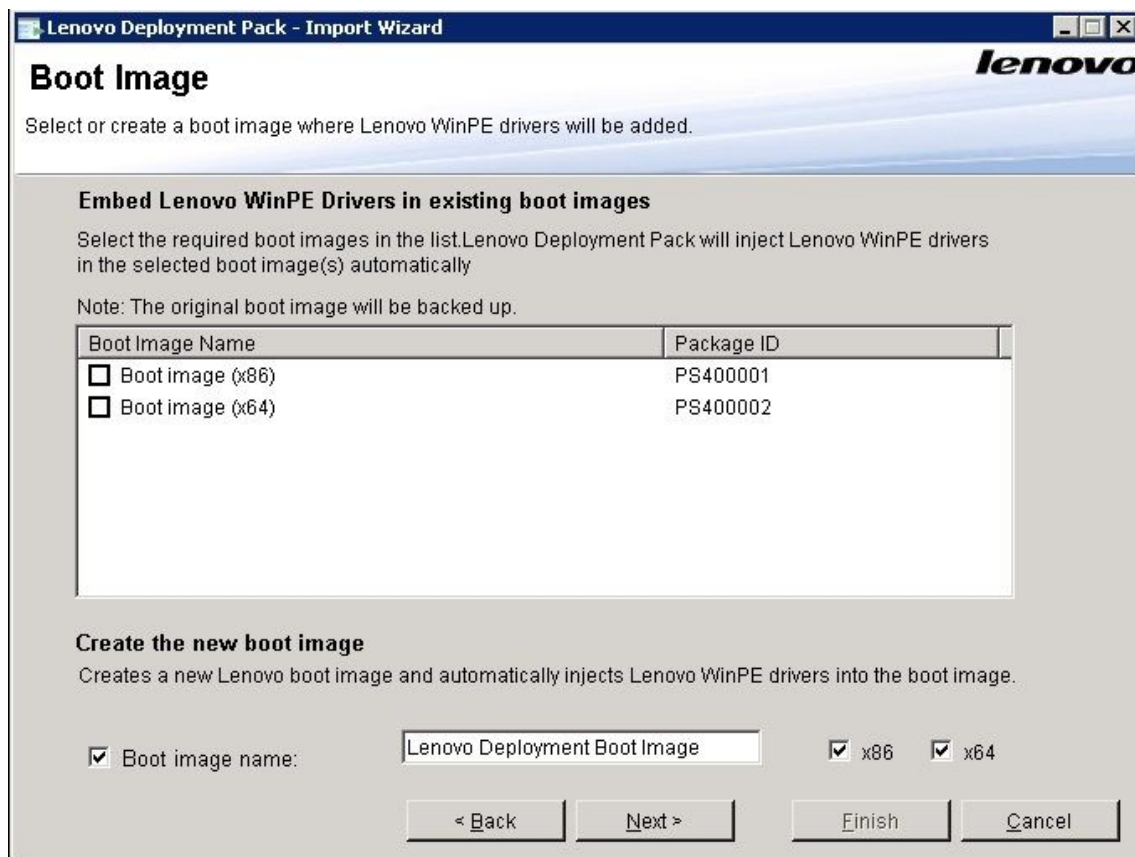 Lenovo Deployment Pack - Import Wizard
lenovo
Boot Image
Select or create a boot image where Lenovo WinPE drivers will be added.
Embed Lenovo WinPE Drivers in existing boot images
Select the required boot images in the list.Lenovo Deployment Pack will inject Lenovo WinPE drivers
in the selected boot image(s) automatically
Note: The original boot image will be backed up.
Boot Image Name Package ID
Boot image (x86) PS400001
Boot image (x64) PS400002
Create the new boot image
Creates a new Lenovo boot image and automatically injects Lenovo WinPE drivers into the boot image.
Boot image name: Lenovo Deployment Boot Image x86 x64
< Back Next > Finish Cancel